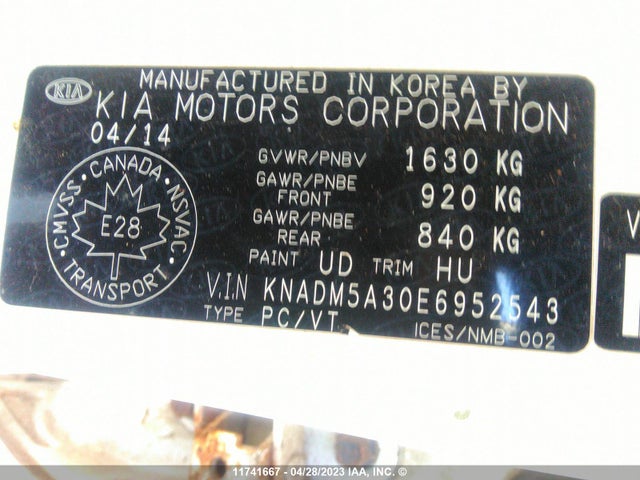 MANUFACTURED IN KOREA BY
KIA
KIA MOTORS CORPORATION
04/14
GVWR/PNBV 1630 KG
GAWR/PNBE FRONT 920 KG
GAWR/PNBE REAR 840 KG
CANADA
CMVSS
NSVAC
E28
TRANSPORT
PAINT UD TRIM HU
V.I.N KNADM5A30E6952543
TYPE PC/VT
ICES/NMB-002
V
11741667 - 04/28/2023 IAA, INC. ©